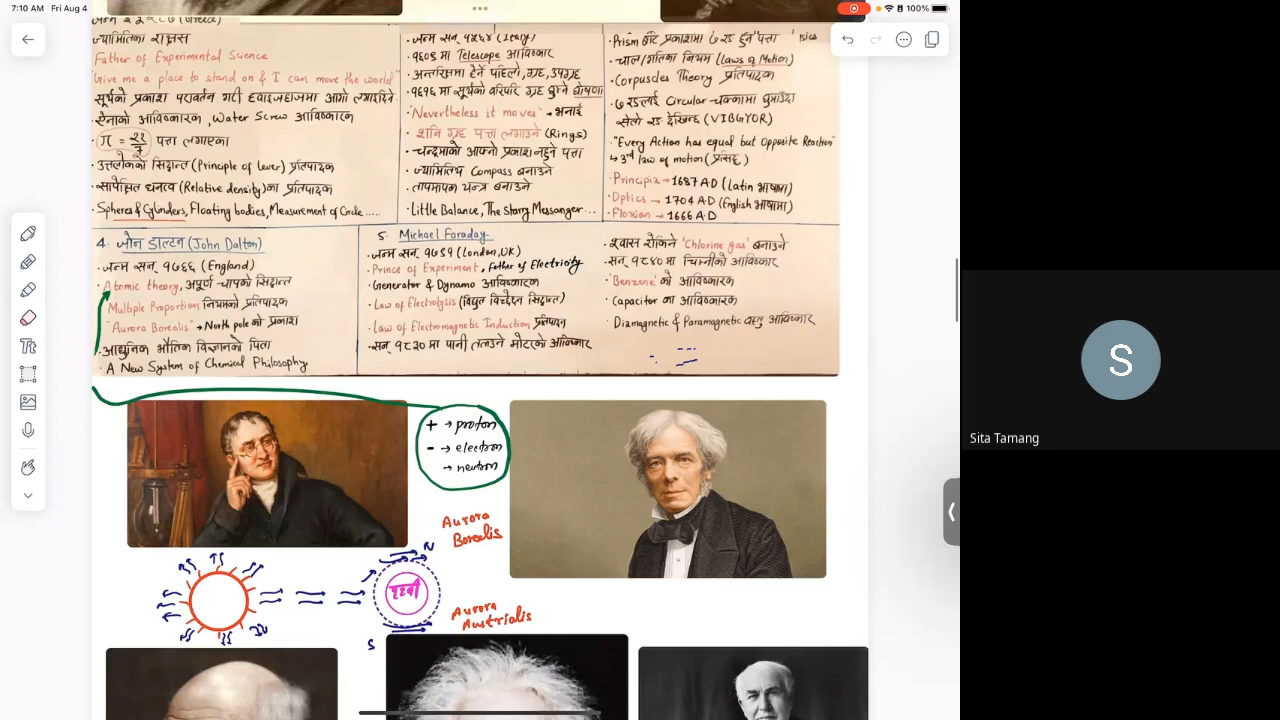 7:10 AM Fri Aug 4
100%
ज्यामितिका राक्षस
Father of Experimental Science
"Give me a place to stand on & I can move the world"
सूर्यको प्रकाश परावर्तन गरी हवाइजहाजमा आगो लगाइदिने
ऐनाको आविष्कारक, Water Screw आविष्कारक
π = २२/७ पत्ता लगाएका
उत्तोलकको सिद्धान्त (Principle of Lever) प्रतिपादक
सापेक्षित घनत्व (Relative density) का प्रतिपादक
Spheres & Cylinders, Floating bodies, Measurement of Circle .....
जन्म सन् १५६४ (Italy)
१६०९ मा Telescope आविष्कार
अन्तरिक्षमा हेर्ने पहिलो, ग्रह, उपग्रह
१६१६ मा सूर्यको वरिपरि ग्रह घुम्ने घोषणा
"Nevertheless it moves" → भनाई
शनि ग्रह पत्ता लगाउने (Rings)
चन्द्रमाको आफ्नो प्रकाश नहुने पत्ता
ज्यामितिय Compass बनाउने
तापमापक यन्त्र बनाउने
Little Balance, The Starry Messanger...
Prism बाट प्रकाशमा ७ रङ हुने पत्ता
चाल/गतिका नियम (Laws of Motion)
Corpuscles Theory प्रतिपादक
७ रङलाई Circular चक्कामा घुमाउँदा
सेतो रङ देखिन्छ (VIBGYOR)
"Every Action has equal but Opposite Reaction"
↳ 3rd law of motion (प्रसिद्ध)
Principia → 1687 A.D (Latin भाषामा)
Optics → 1704 A.D (English भाषामा)
Fluxion → 1666 A.D
4. जोन डाल्टन (John Dalton)
जन्म सन् १७६६ (England)
Atomic theory, अपूर्ण चापको सिद्धान्त
Multiple Proportion नियमको प्रतिपादक
"Aurora Borealis" → North pole को प्रकाश
आधुनिक भौतिक विज्ञानको पिता
A New System of Chemical Philosophy
5. Michael Faraday
जन्म सन् १७९१ (London, UK)
Prince of Experiment, Father of Electricity
Generator & Dynamo आविष्कारक
Law of Electrolysis (विद्युत विच्छेदन सिद्धान्त)
Law of Electromagnetic Induction प्रतिपादन
सन् १८२० मा पानी तताउने मोटरको आविष्कार
श्वास रोकिने 'Chlorine gas' बनाउने
सन् १८४० मा चिम्नीको आविष्कार
'Benzene' को आविष्कारक
Capacitor का आविष्कारक
Diamagnetic & Paramagnetic वस्तु आविष्कार
+ → proton
- → electron
→ neutron
Aurora
Borealis
N
पृथ्वी
Aurora
Austrialis
S
S
Sita Tamang